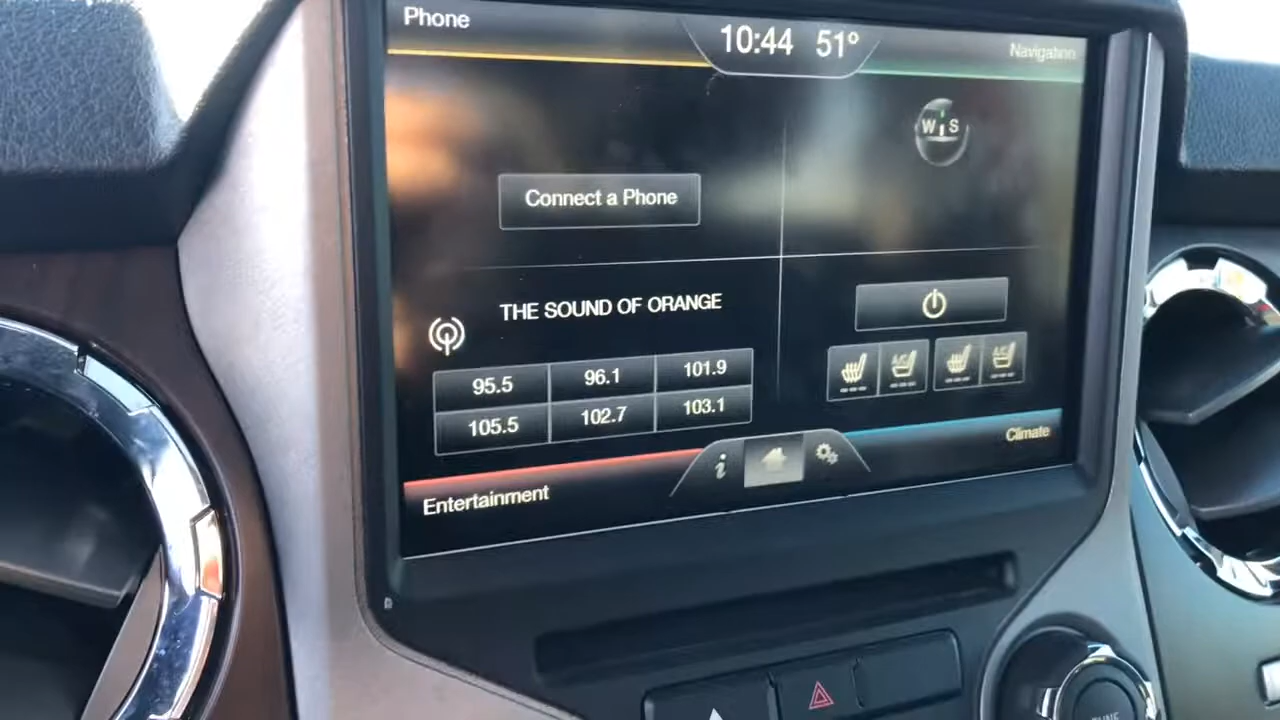 Phone
10:44 51°
Navigation
W S
Connect a Phone
THE SOUND OF ORANGE
95.5 96.1 101.9
105.5 102.7 103.1
A/C A/C
Climate
i
Entertainment
TUNE